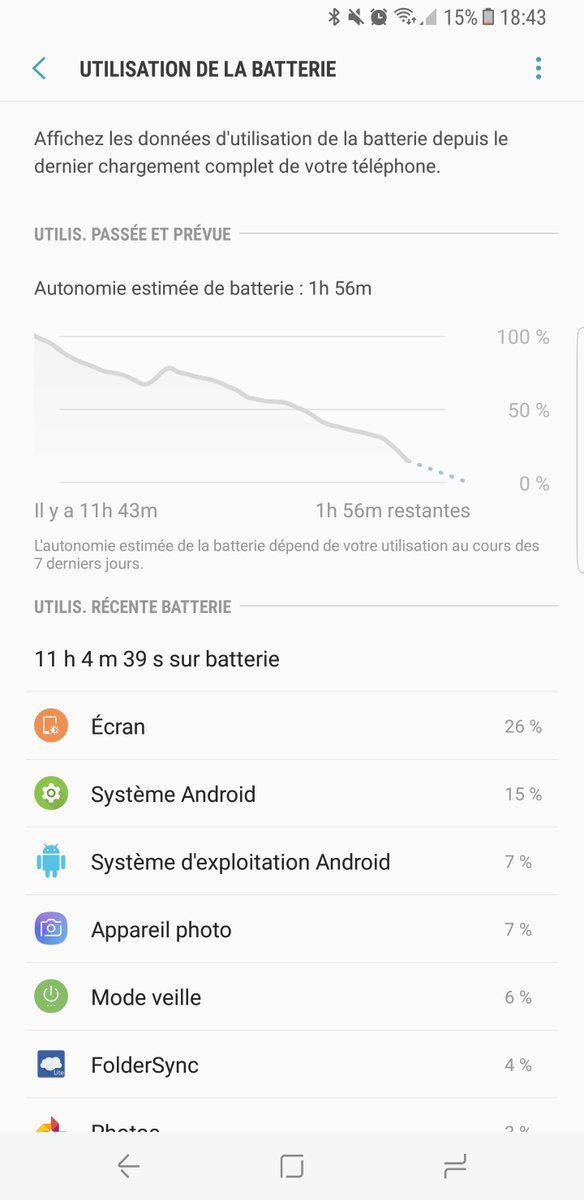 15% 18:43
UTILISATION DE LA BATTERIE
Affichez les données d'utilisation de la batterie depuis le
dernier chargement complet de votre téléphone.
UTILIS. PASSÉE ET PRÉVUE
Autonomie estimée de batterie : 1h 56m
100 %
50 %
0 %
Il y a 11h 43m 1h 56m restantes
L'autonomie estimée de la batterie dépend de votre utilisation au cours des
7 derniers jours.
UTILIS. RÉCENTE BATTERIE
11 h 4 m 39 s sur batterie
Écran 26 %
Système Android 15 %
Système d'exploitation Android 7 %
Appareil photo 7 %
Mode veille 6 %
Lite
FolderSync 4 %
Photos